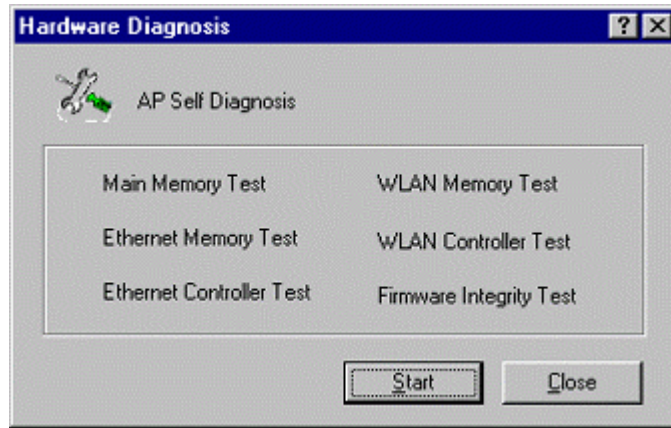 Hardware Diagnosis
AP Self Diagnosis
Main Memory Test
WLAN Memory Test
Ethernet Memory Test
WLAN Controller Test
Ethernet Controller Test
Firmware Integrity Test
Start
Close